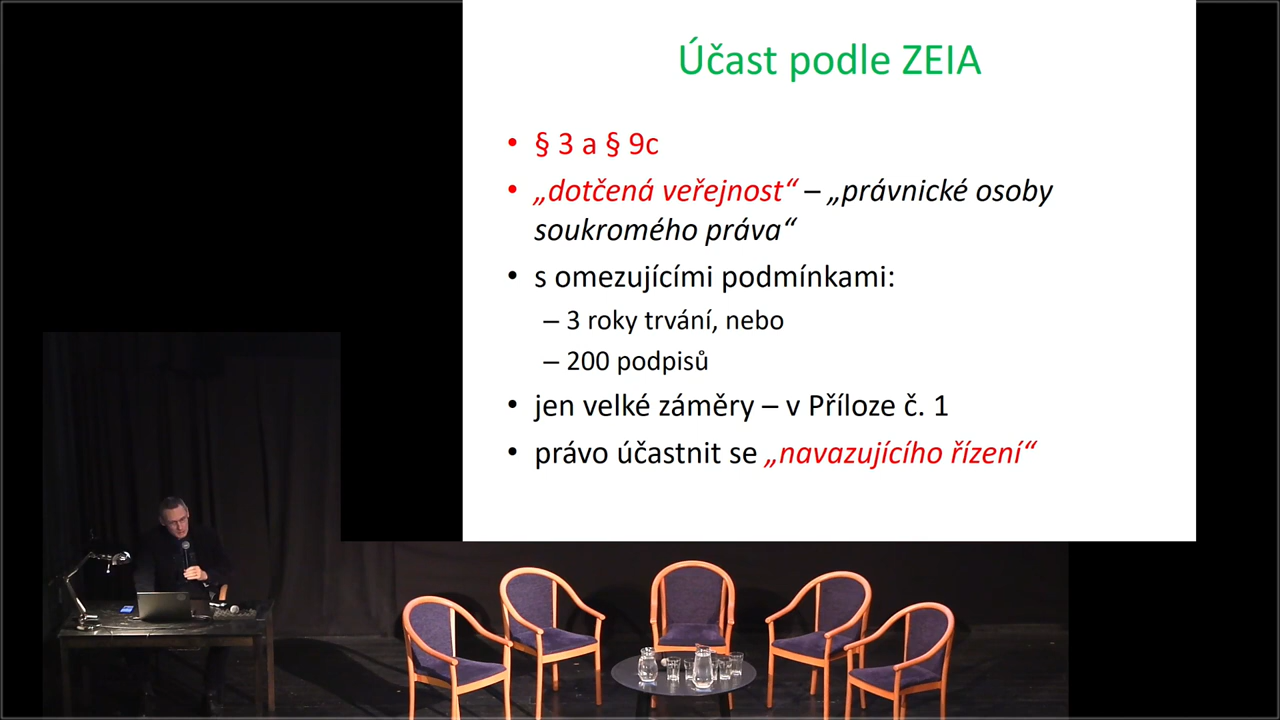 Účast podle ZEIA
• § 3 a § 9c
• „dotčená veřejnost“ – „právnické osoby
soukromého práva“
• s omezujícími podmínkami:
– 3 roky trvání, nebo
– 200 podpisů
• jen velké záměry – v Příloze č. 1
• právo účastnit se „navazujícího řízení“